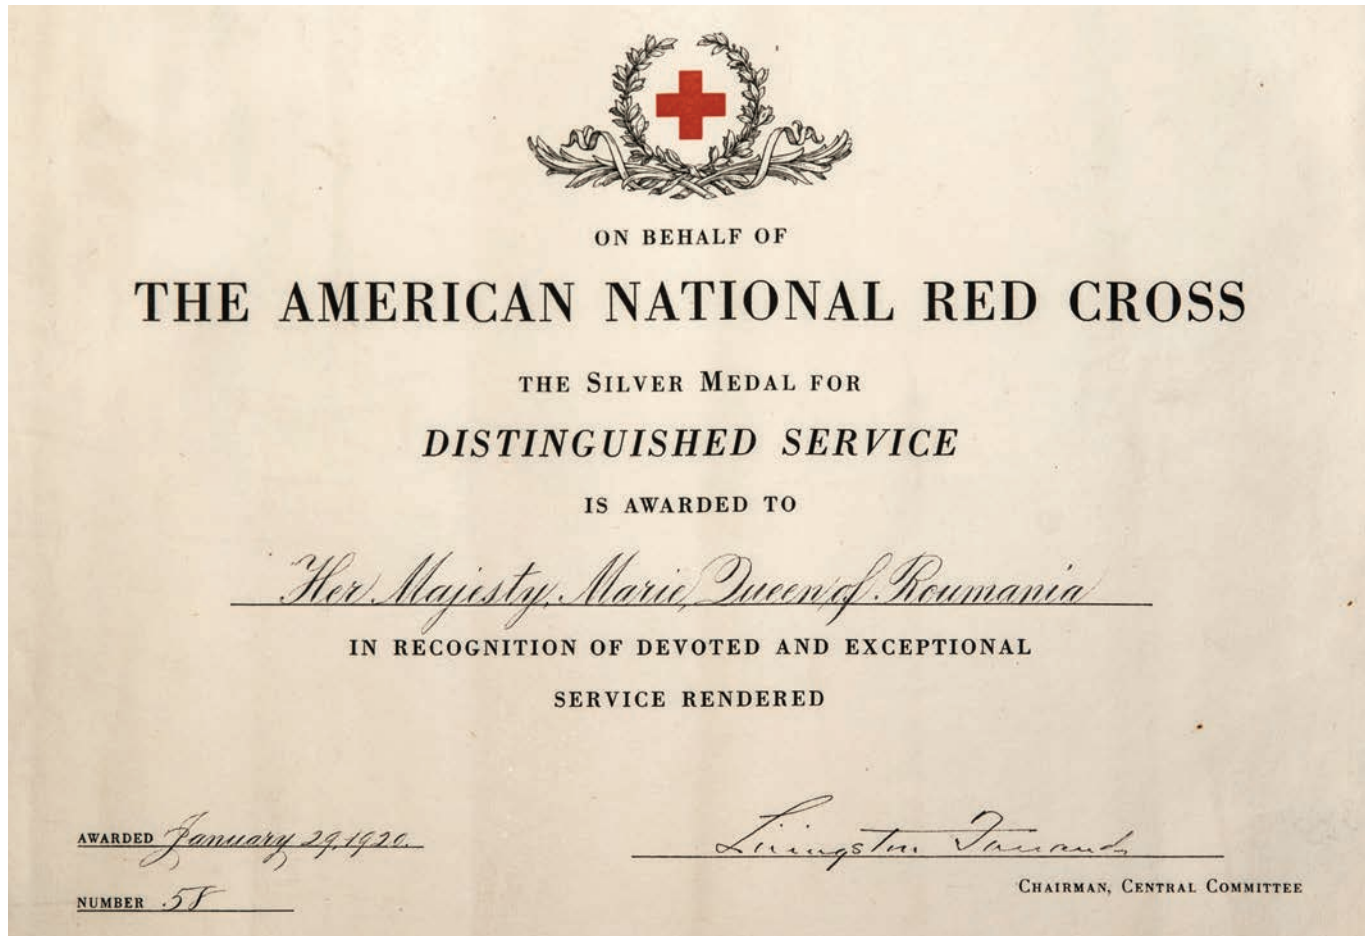 ON BEHALF OF
THE AMERICAN NATIONAL RED CROSS
THE SILVER MEDAL FOR
DISTINGUISHED SERVICE
IS AWARDED TO
Her Majesty, Marie, Queen of Roumania
IN RECOGNITION OF DEVOTED AND EXCEPTIONAL
SERVICE RENDERED
AWARDED January 29, 1920.
Livingston Farrand
CHAIRMAN, CENTRAL COMMITTEE
NUMBER 58